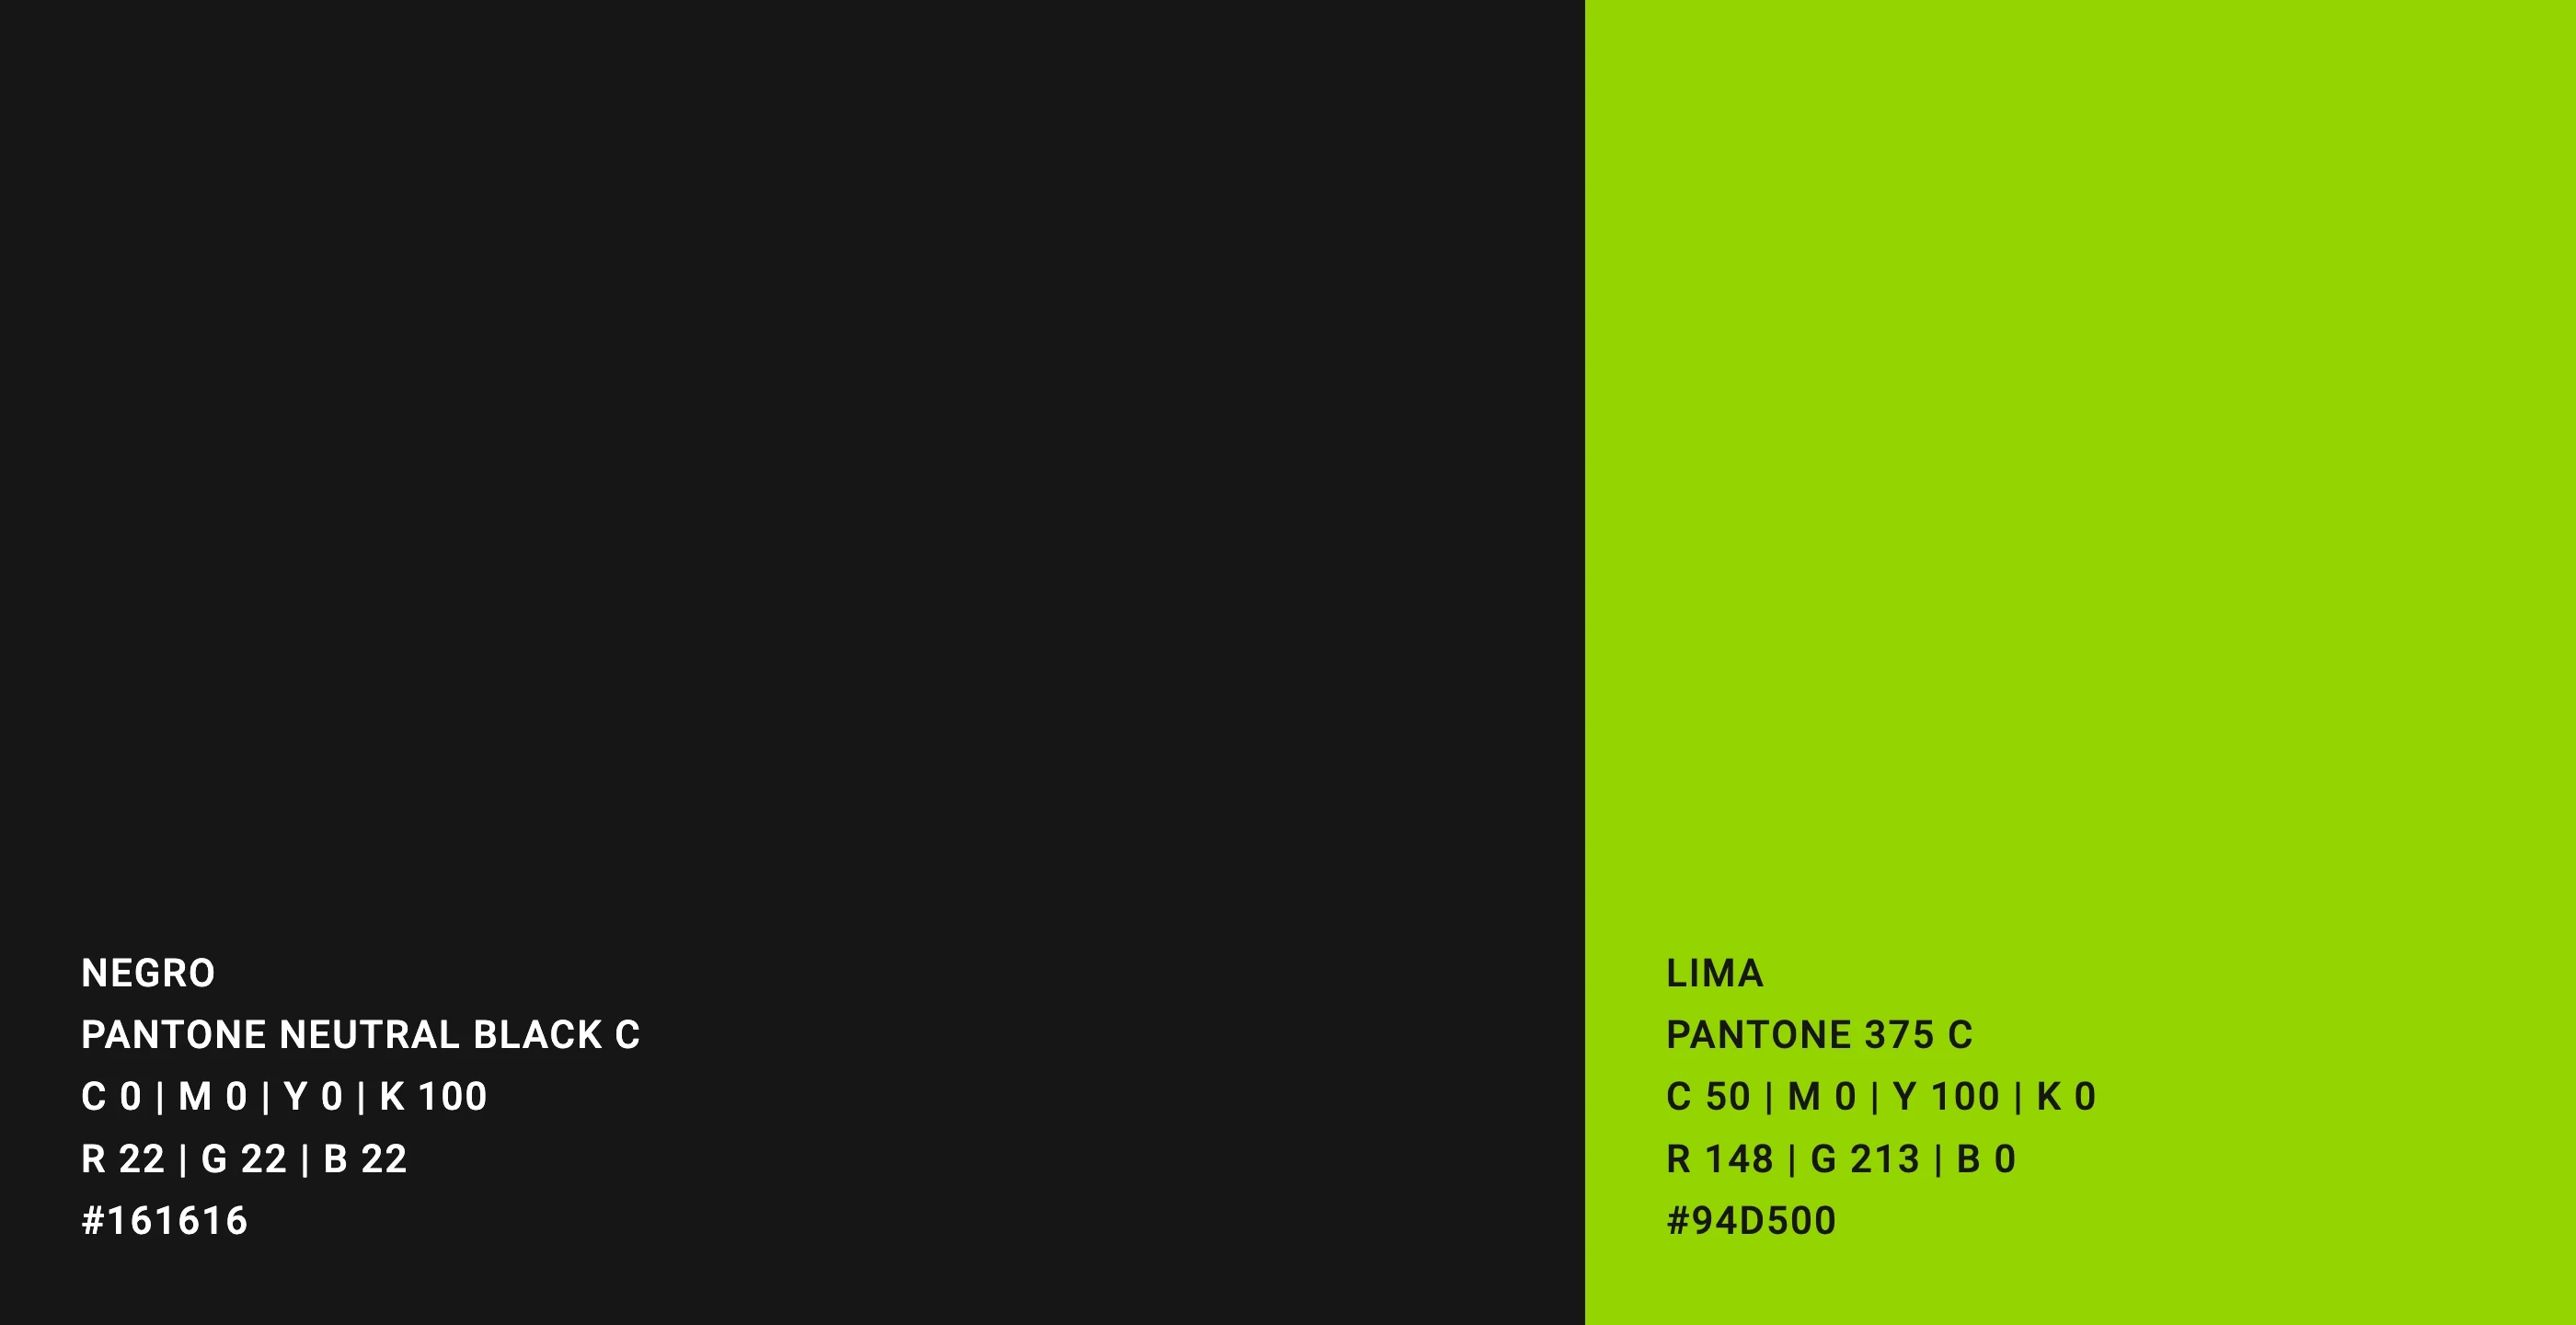 NEGRO
PANTONE NEUTRAL BLACK C
C 0 | M 0 | Y 0 | K 100
R 22 | G 22 | B 22
#161616
LIMA
PANTONE 375 C
C 50 | M 0 | Y 100 | K 0
R 148 | G 213 | B 0
#94D500